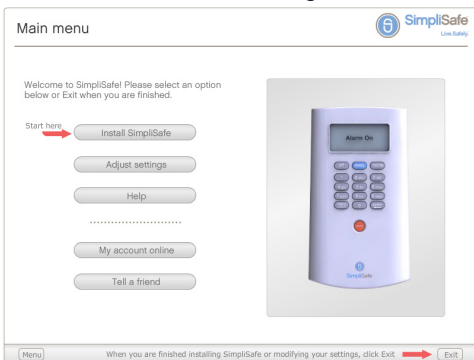 Main menu
SimpliSafe
Live Safely.
Welcome to SimpliSafe! Please select an option
below or Exit when you are finished.
Start here
Install SimpliSafe
Adjust settings
Help
My account online
Tell a friend
Alarm On
SimpliSafe
Menu
When you are finished installing SimpliSafe or modifying your settings, click Exit
Exit